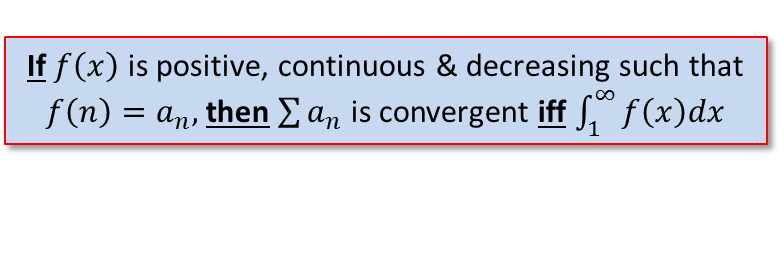 If f(x) is positive, continuous & decreasing such that
f(n) = aₙ, then ∑ aₙ is convergent iff ∫₁^∞ f(x)dx